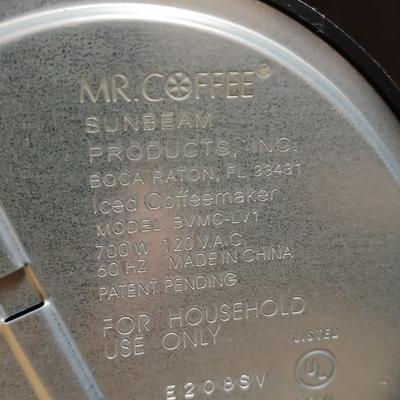 MR.COFFEE®
SUNBEAM
PRODUCTS, INC.
BOCA RATON, FL 33431
Iced Coffeemaker
MODEL BVMC-LV1
700W 120 V.A.C.
60 HZ MADE IN CHINA
PATENT PENDING
FOR HOUSEHOLD
USE ONLY
LISTED
UL
E208SV